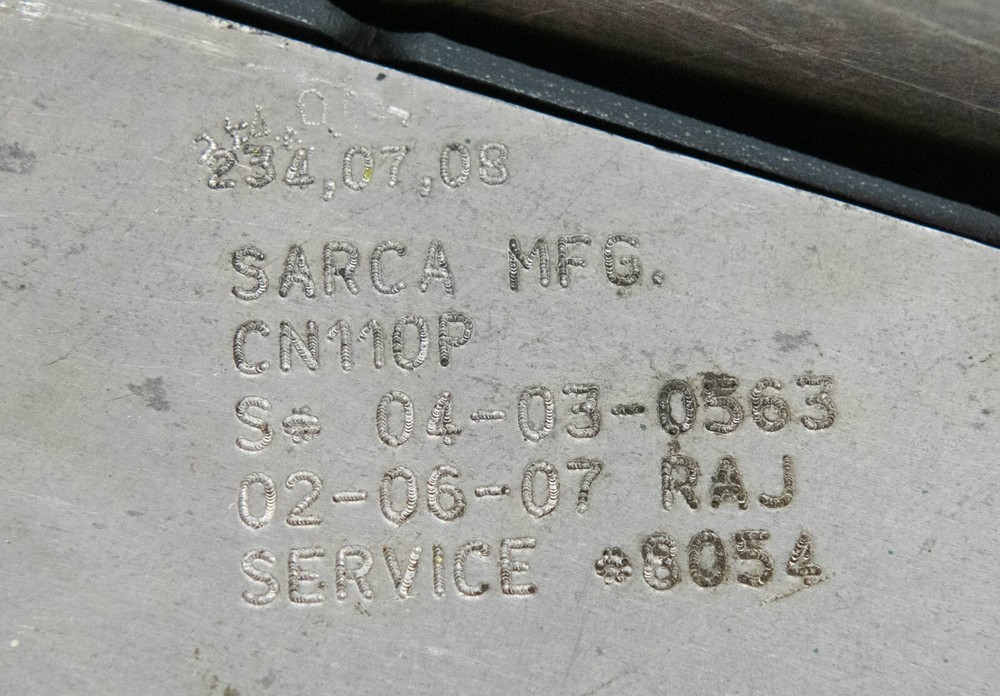 234,07,08
SARCA MFG.
CN110P
S# 04-03-0563
02-06-07 RAJ
SERVICE #8054